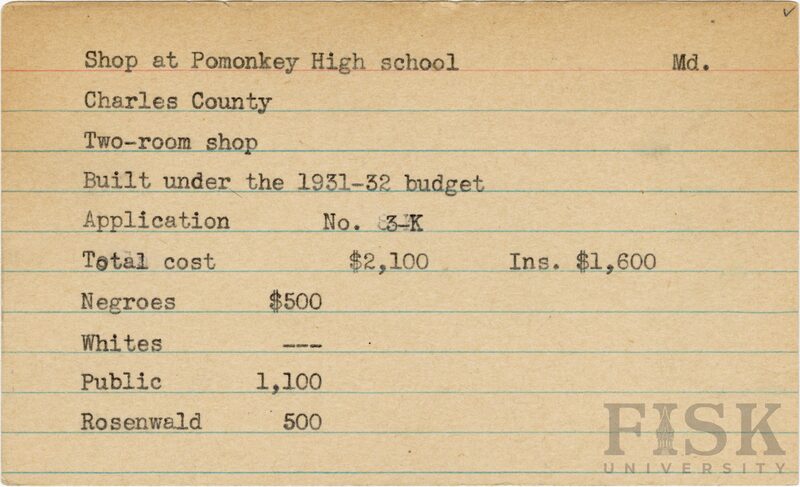 Shop at Pomonkey High school Md.
Charles County
Two-room shop
Built under the 1931-32 budget
Application No. 3-K
Total cost $2,100 Ins. $1,600
Negroes $500
Whites ---
Public 1,100
Rosenwald 500
FISK
UNIVERSITY